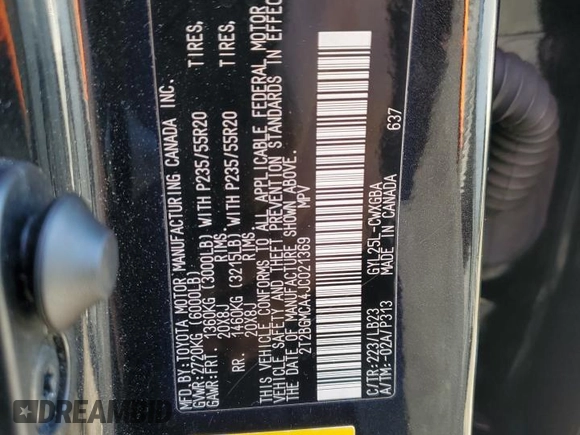 MFD.BY:TOYOTA MOTOR MANUFACTURING CANADA INC.
GVWR:2720KG (6000LB)
GAWR:FRT. 1360KG (3000LB) WITH P235/55R20 TIRES,
20X8J RIMS
RR. 1460KG (3215LB) WITH P235/55R20 TIRES,
20X8J RIMS
THIS VEHICLE CONFORMS TO ALL APPLICABLE FEDERAL MOTOR
VEHICLE SAFETY AND THEFT PREVENTION STANDARDS IN EFFEC
ON THE DATE OF MANUFACTURE SHOWN ABOVE.
2T2BGMCA4JC021369 MPV
C/TR:223/LB23 GYL25L-CWXGBA 637
A/TM:-02A/P313 MADE IN CANADA
DREAMBID